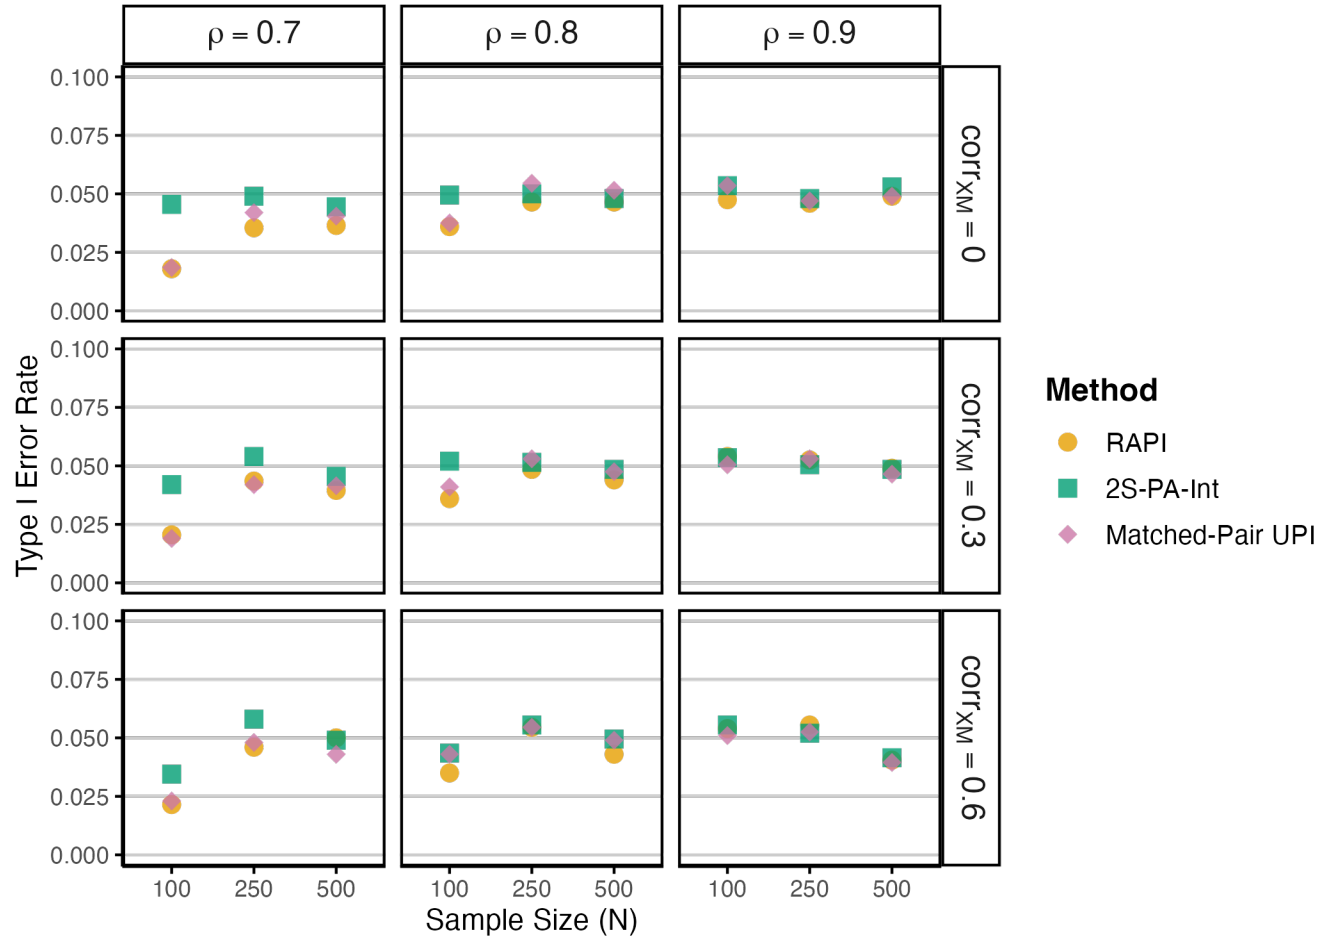 ρ = 0.7
ρ = 0.8
ρ = 0.9
0.100
0.075
0.050
0.025
0.000
corrXM = 0
0.100
0.075
0.050
0.025
0.000
corrXM = 0.3
0.100
0.075
0.050
0.025
0.000
corrXM = 0.6
Type I Error Rate
100 250 500
100 250 500
100 250 500
Sample Size (N)
Method
RAPI
2S-PA-Int
Matched-Pair UPI